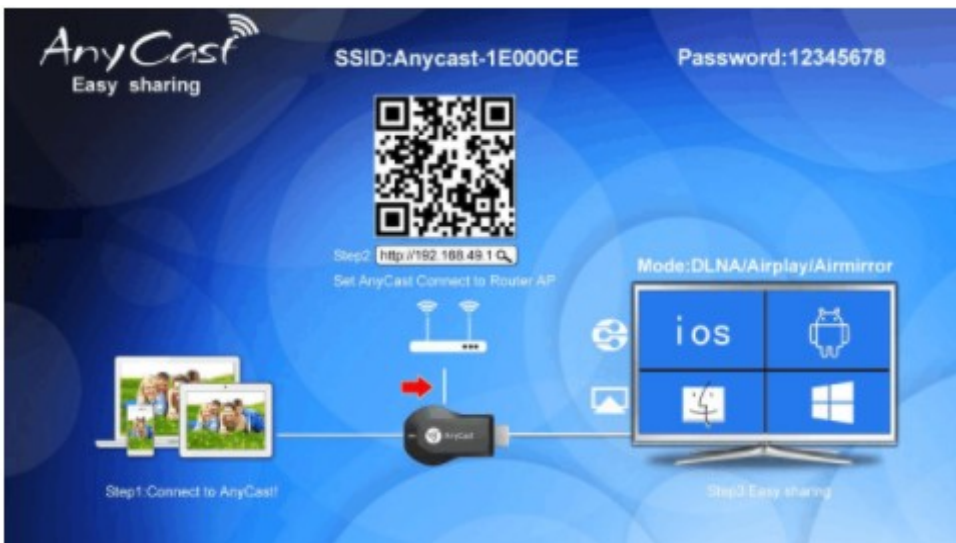 AnyCast
Easy sharing
SSID:Anycast-1E000CE
Password:12345678
Step2: http://192.168.49.1
Set AnyCast Connect to Router AP
Mode:DLNA/Airplay/Airmirror
ios
AnyCast
Step1:Connect to AnyCast!
Step3:Easy sharing